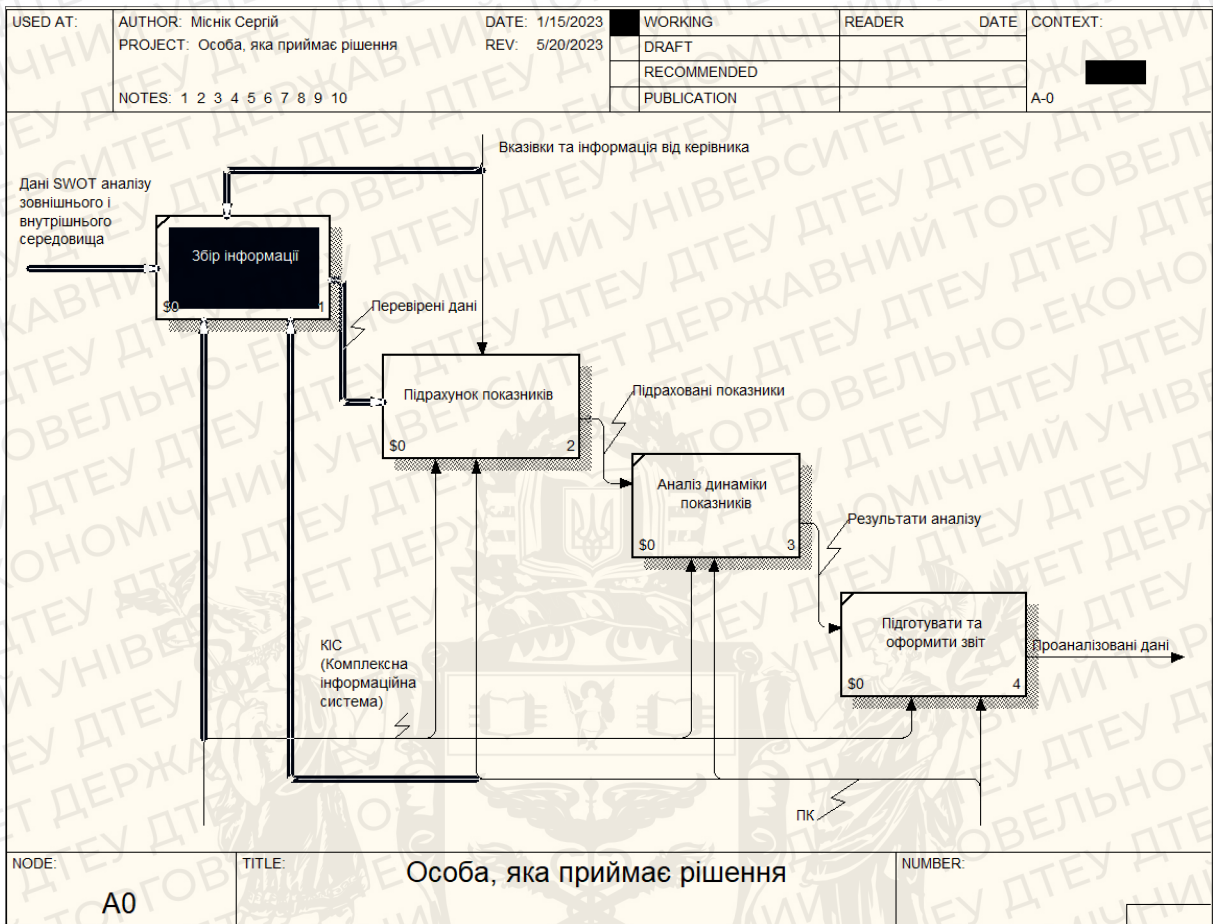 USED AT:
AUTHOR: Міснік Сергій
DATE: 1/15/2023
WORKING
READER
DATE
CONTEXT:
PROJECT: Особа, яка приймає рішення
REV: 5/20/2023
DRAFT
RECOMMENDED
NOTES: 1 2 3 4 5 6 7 8 9 10
PUBLICATION
A-0
Вказівки та інформація від керівника
Дані SWOT аналізу
зовнішнього і
внутрішнього
середовища
Збір інформації
$0
1
Перевірені дані
Підрахунок показників
$0
2
Підраховані показники
Аналіз динаміки
показників
$0
3
Результати аналізу
Підготувати та
оформити звіт
$0
4
Проаналізовані дані
КІС
(Комплексна
інформаційна
система)
ПК
NODE:
A0
TITLE:
Особа, яка приймає рішення
NUMBER: